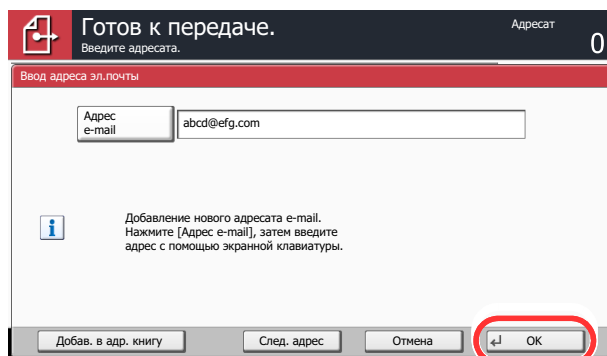 Готов к передаче.
Адресат
Введите адресата.
0
Ввод адреса эл.почты
Адрес
e-mail
abcd@efg.com
Добавление нового адресата e-mail.
Нажмите [Адрес e-mail], затем введите
адрес с помощью экранной клавиатуры.
Добав. в адр. книгу
След. адрес
Отмена
OK